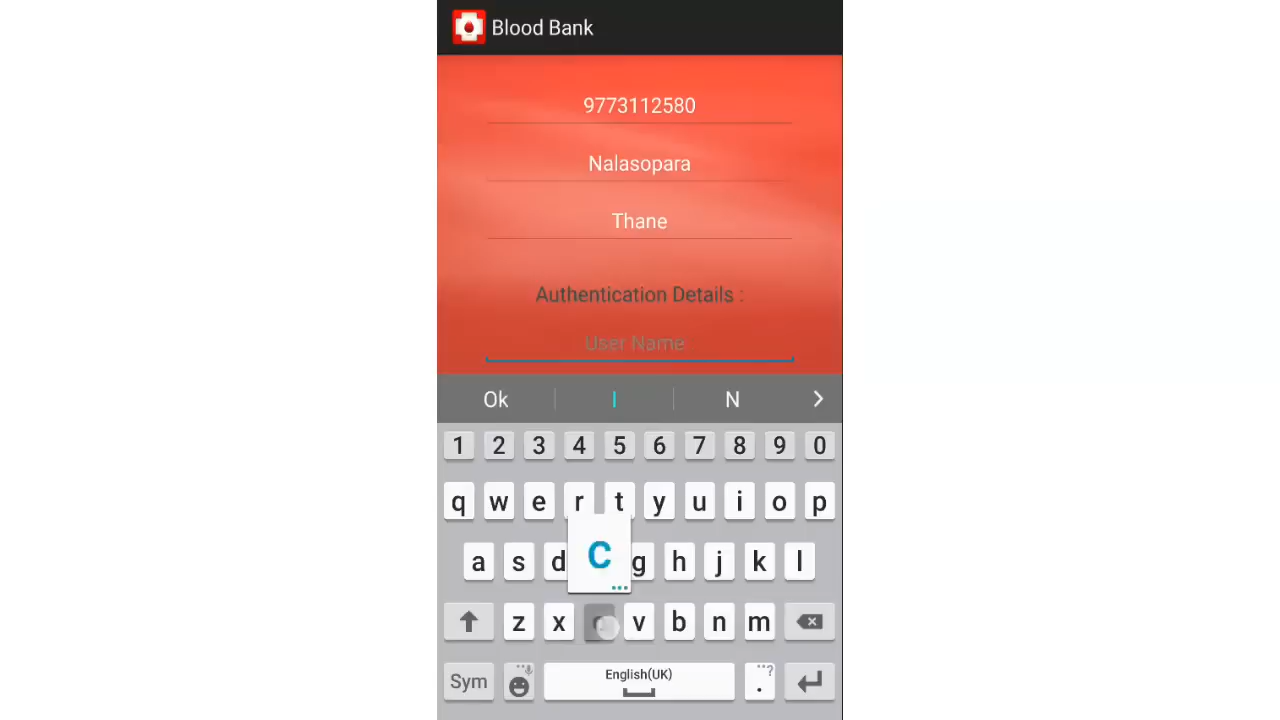 Blood Bank
9773112580
Nalasopara
Thane
Authentication Details :
User Name
Ok I N
1 2 3 4 5 6 7 8 9 0
q w e r t y u i o p
a s d C g h j k l
z x c v b n m
Sym English(UK) . ?